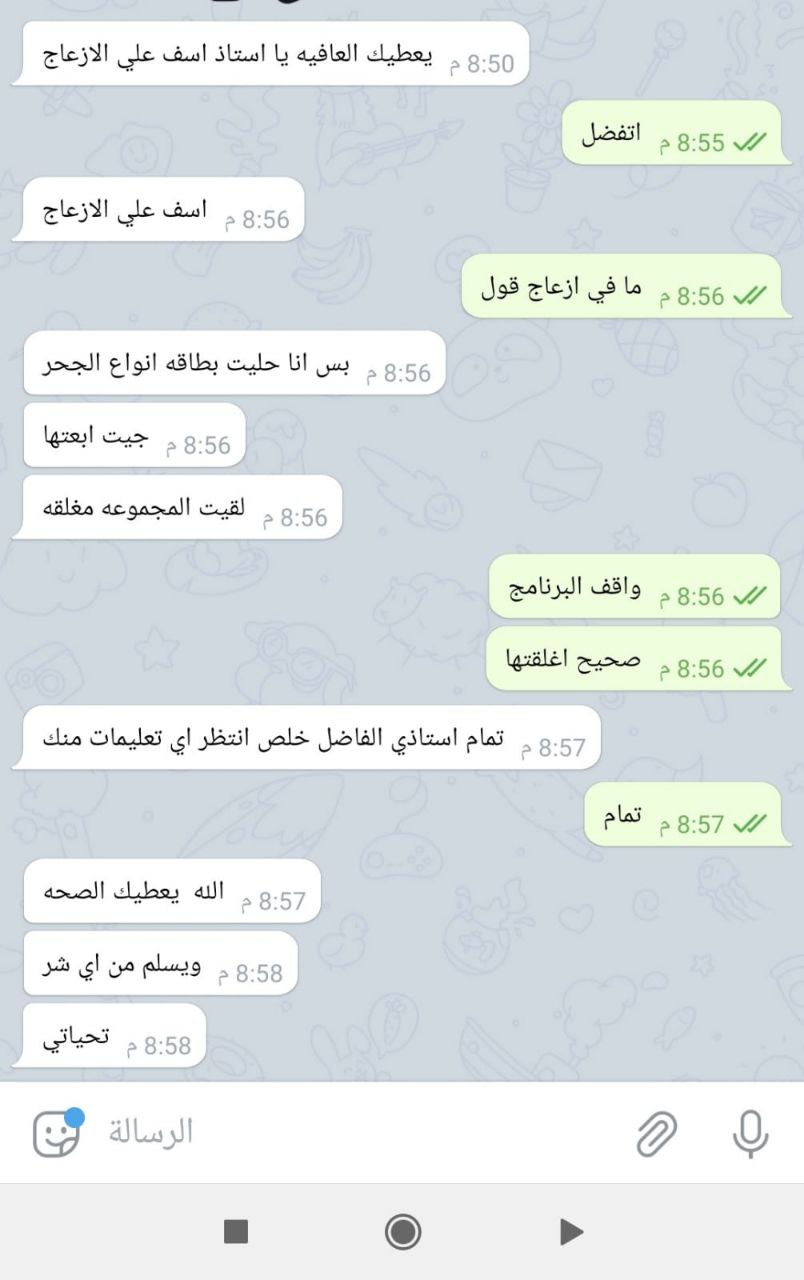 يعطيك العافيه يا استاذ اسف علي الازعاج 8:50 م
اتفضل 8:55 م
اسف علي الازعاج 8:56 م
ما في ازعاج قول 8:56 م
بس انا حليت بطاقه انواع الجحر 8:56 م
جيت ابعتها 8:56 م
لقيت المجموعه مغلقه 8:56 م
واقف البرنامج 8:56 م
صحيح اغلقتها 8:56 م
تمام استاذي الفاضل خلص انتظر اي تعليمات منك 8:57 م
تمام 8:57 م
الله يعطيك الصحه 8:57 م
ويسلم من اي شر 8:58 م
تحياتي 8:58 م
الرسالة